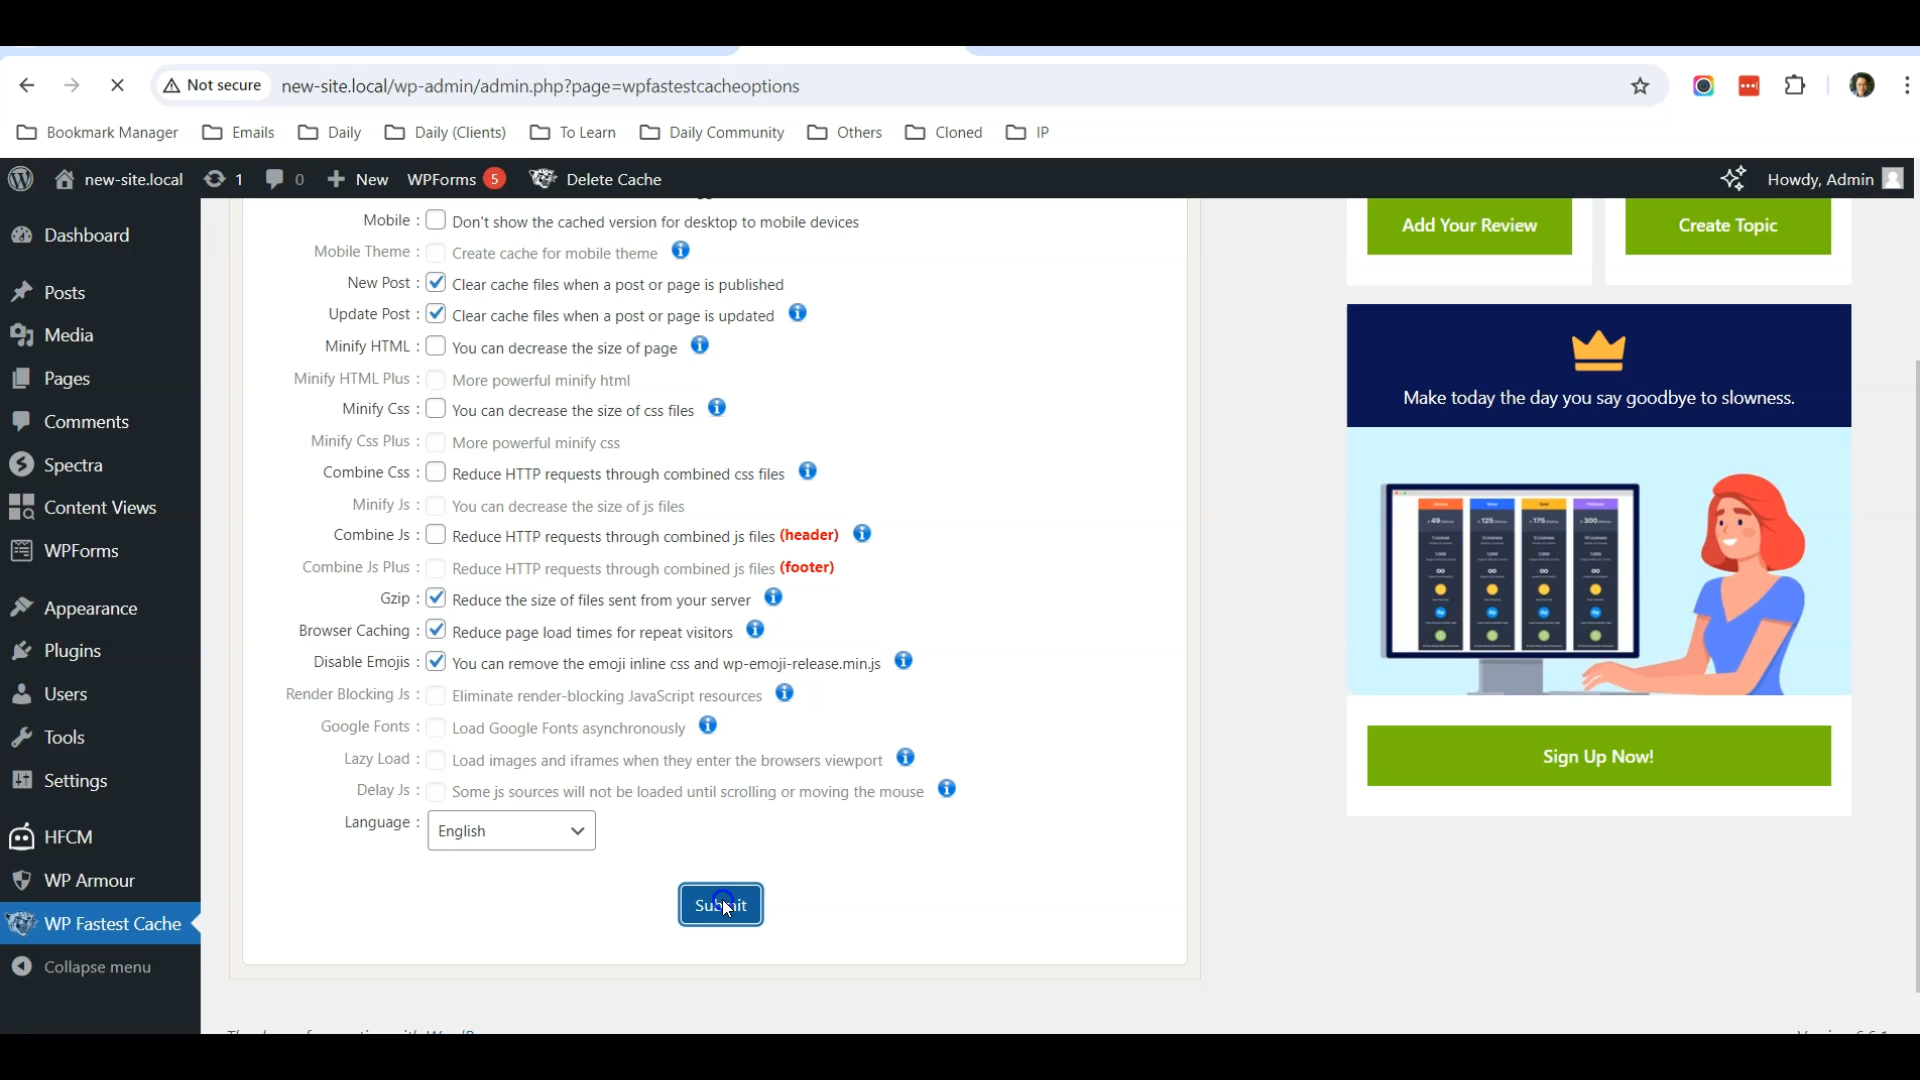 Not secure
new-site.local/wp-admin/admin.php?page=wpfastestcacheoptions
Bookmark Manager
Emails
Daily
Daily (Clients)
To Learn
Daily Community
Others
Cloned
IP
new-site.local
1
0
New
WPForms 5
Delete Cache
Howdy, Admin
Dashboard
Posts
Media
Pages
Comments
Spectra
Content Views
WPForms
Appearance
Plugins
Users
Tools
Settings
HFCM
WP Armour
WP Fastest Cache
Collapse menu
Mobile : Don't show the cached version for desktop to mobile devices
Mobile Theme : Create cache for mobile theme
New Post : Clear cache files when a post or page is published
Update Post : Clear cache files when a post or page is updated
Minify HTML : You can decrease the size of page
Minify HTML Plus : More powerful minify html
Minify Css : You can decrease the size of css files
Minify Css Plus : More powerful minify css
Combine Css : Reduce HTTP requests through combined css files
Minify Js : You can decrease the size of js files
Combine Js : Reduce HTTP requests through combined js files (header)
Combine Js Plus : Reduce HTTP requests through combined js files (footer)
Gzip : Reduce the size of files sent from your server
Browser Caching : Reduce page load times for repeat visitors
Disable Emojis : You can remove the emoji inline css and wp-emoji-release.min.js
Render Blocking Js : Eliminate render-blocking JavaScript resources
Google Fonts : Load Google Fonts asynchronously
Lazy Load : Load images and iframes when they enter the browsers viewport
Delay Js : Some js sources will not be loaded until scrolling or moving the mouse
Language : English
Submit
Add Your Review
Create Topic
Make today the day you say goodbye to slowness.
49
125
175
300
Sign Up Now!